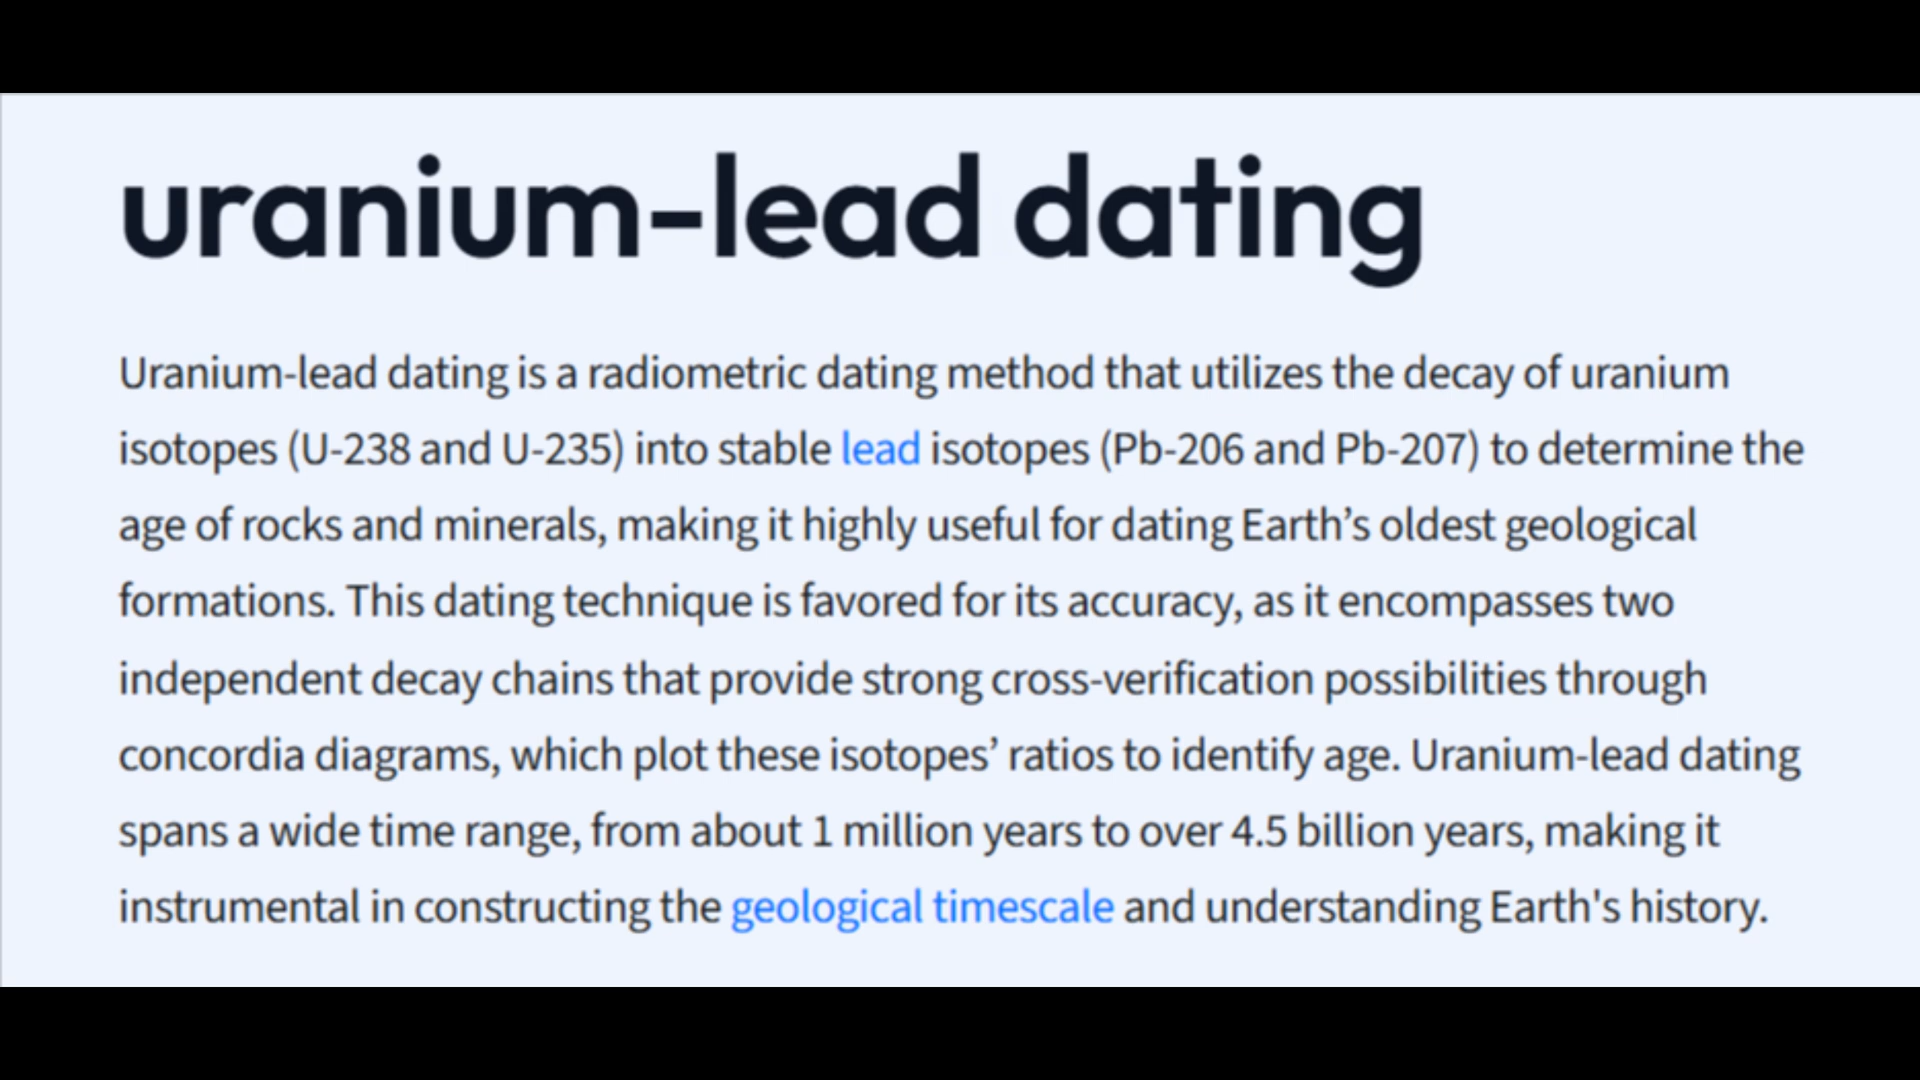 uranium-lead dating
Uranium-lead dating is a radiometric dating method that utilizes the decay of uranium
isotopes (U-238 and U-235) into stable lead isotopes (Pb-206 and Pb-207) to determine the
age of rocks and minerals, making it highly useful for dating Earth’s oldest geological
formations. This dating technique is favored for its accuracy, as it encompasses two
independent decay chains that provide strong cross-verification possibilities through
concordia diagrams, which plot these isotopes’ ratios to identify age. Uranium-lead dating
spans a wide time range, from about 1 million years to over 4.5 billion years, making it
instrumental in constructing the geological timescale and understanding Earth's history.